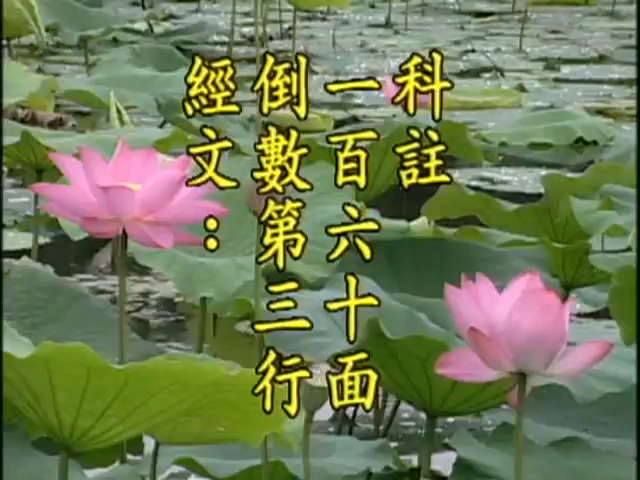 科註
一百六十面
倒數第三行
經文：